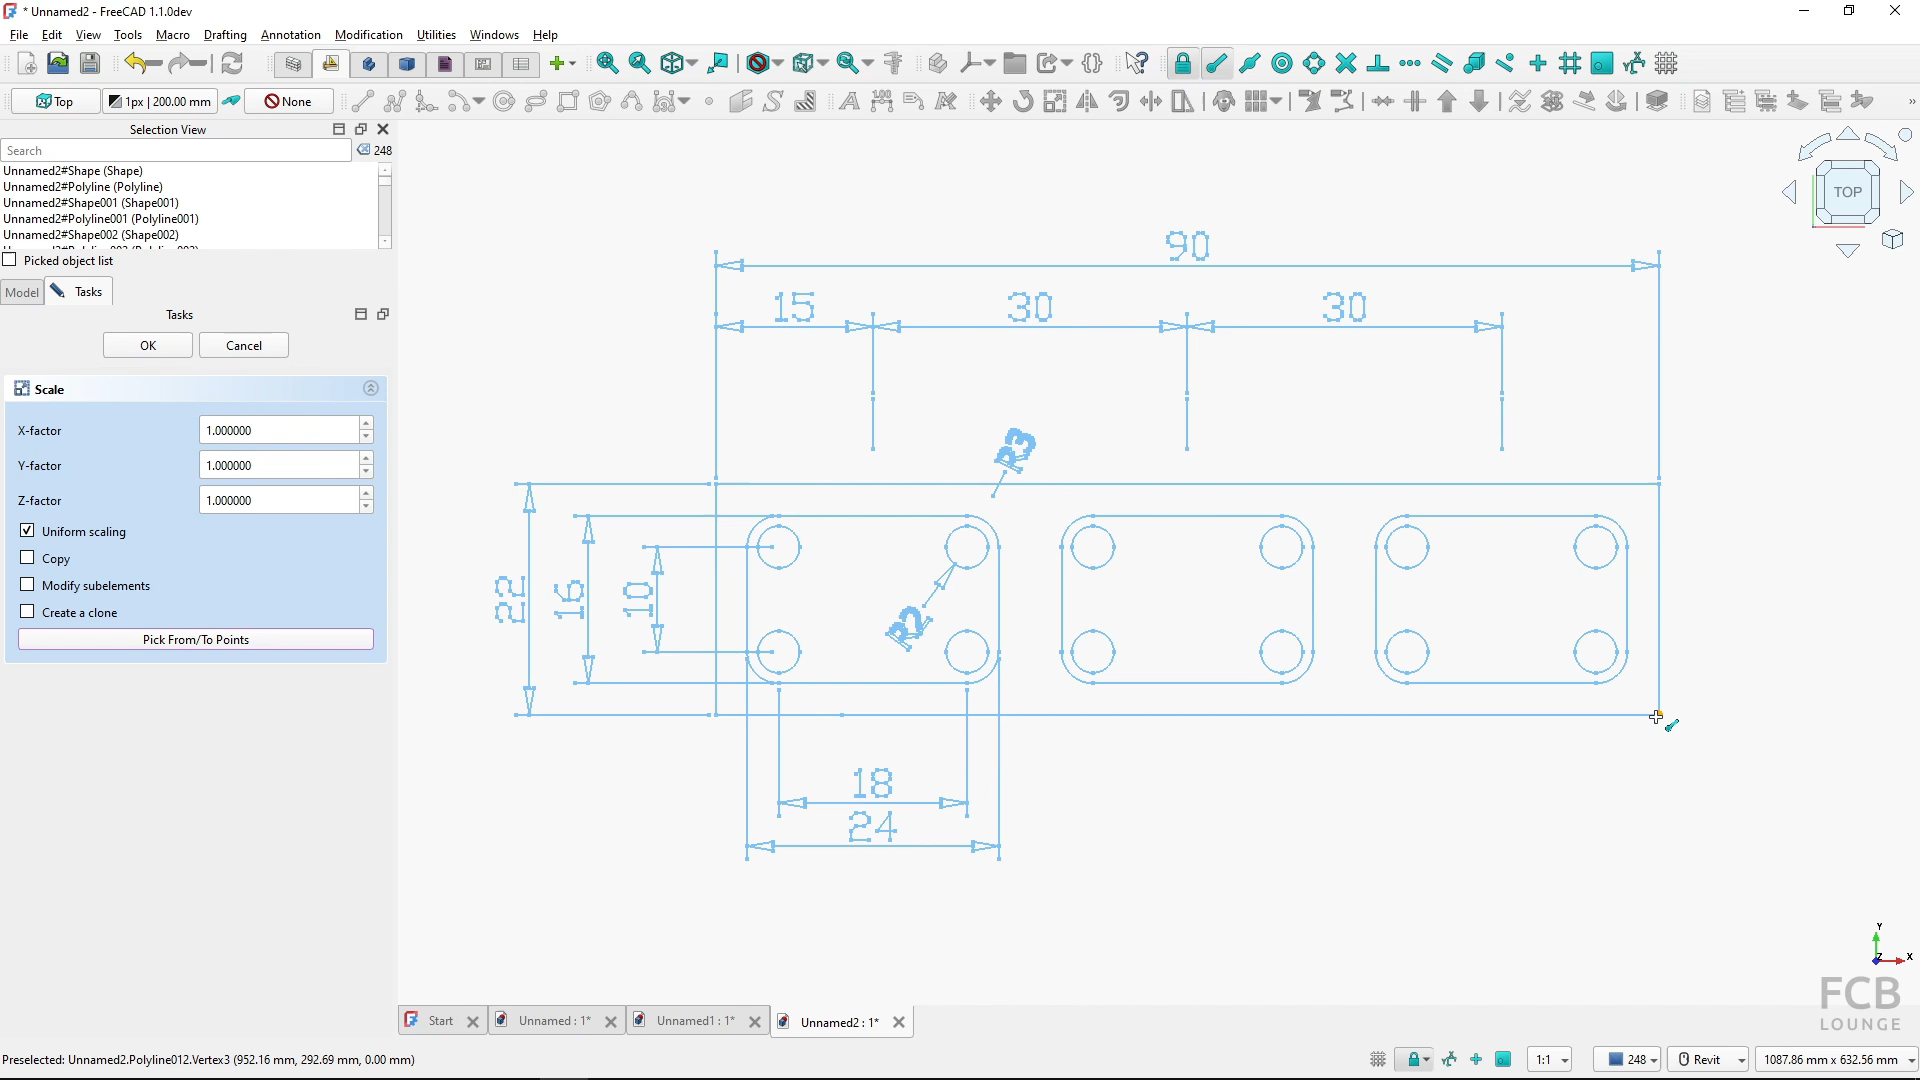 * Unnamed2 - FreeCAD 1.1.0dev
File Edit View Tools Macro Drafting Annotation Modification Utilities Windows Help
Top 1px | 200.00 mm None
Selection View
Search 248
Unnamed2#Shape (Shape)
Unnamed2#Polyline (Polyline)
Unnamed2#Shape001 (Shape001)
Unnamed2#Polyline001 (Polyline001)
Unnamed2#Shape002 (Shape002)
Picked object list
Model Tasks
Tasks
OK Cancel
Scale
X-factor 1.000000
Y-factor 1.000000
Z-factor 1.000000
Uniform scaling
Copy
Modify subelements
Create a clone
Pick From/To Points
TOP
90
15 30 30
R3
22 16 10
R2
18
24
Y
Z X
FCB
LOUNGE
Start Unnamed : 1* Unnamed1 : 1* Unnamed2 : 1*
Preselected: Unnamed2.Polyline012.Vertex3 (952.16 mm, 292.69 mm, 0.00 mm)
1:1 248 Revit 1087.86 mm x 632.56 mm